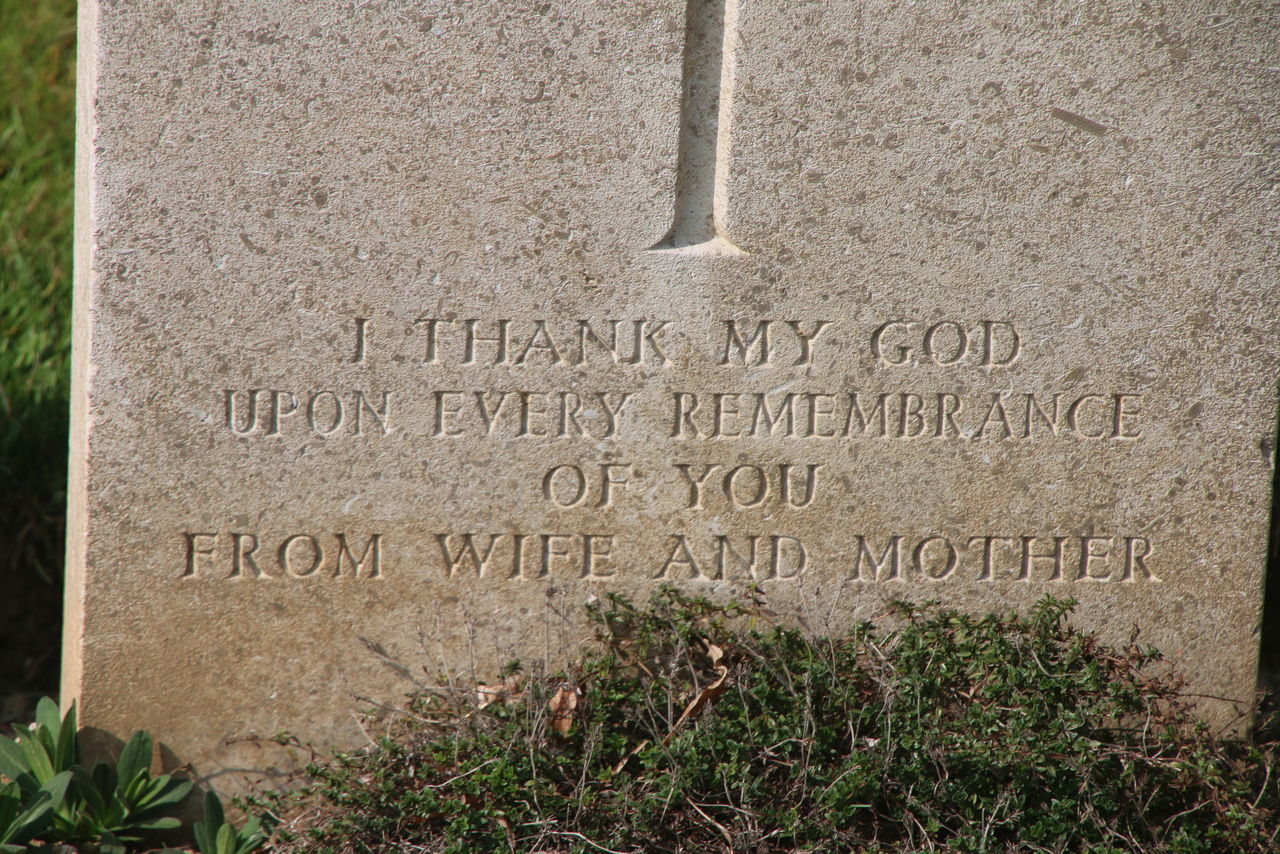 I THANK MY GOD
UPON EVERY REMEMBRANCE
OF YOU
FROM WIFE AND MOTHER